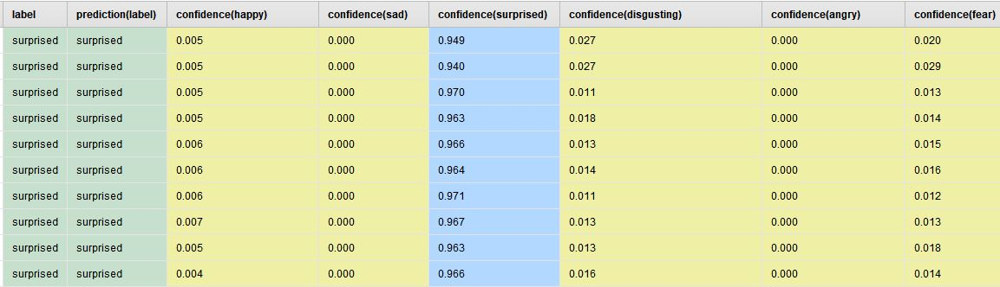 label prediction(label) confidence(happy) confidence(sad) confidence(surprised) confidence(disgusting) confidence(angry) confidence(fear)
surprised surprised 0.005 0.000 0.949 0.027 0.000 0.020
surprised surprised 0.005 0.000 0.940 0.027 0.000 0.029
surprised surprised 0.005 0.000 0.970 0.011 0.000 0.013
surprised surprised 0.005 0.000 0.963 0.018 0.000 0.014
surprised surprised 0.006 0.000 0.966 0.013 0.000 0.015
surprised surprised 0.006 0.000 0.964 0.014 0.000 0.016
surprised surprised 0.006 0.000 0.971 0.011 0.000 0.012
surprised surprised 0.007 0.000 0.967 0.013 0.000 0.013
surprised surprised 0.005 0.000 0.963 0.013 0.000 0.018
surprised surprised 0.004 0.000 0.966 0.016 0.000 0.014